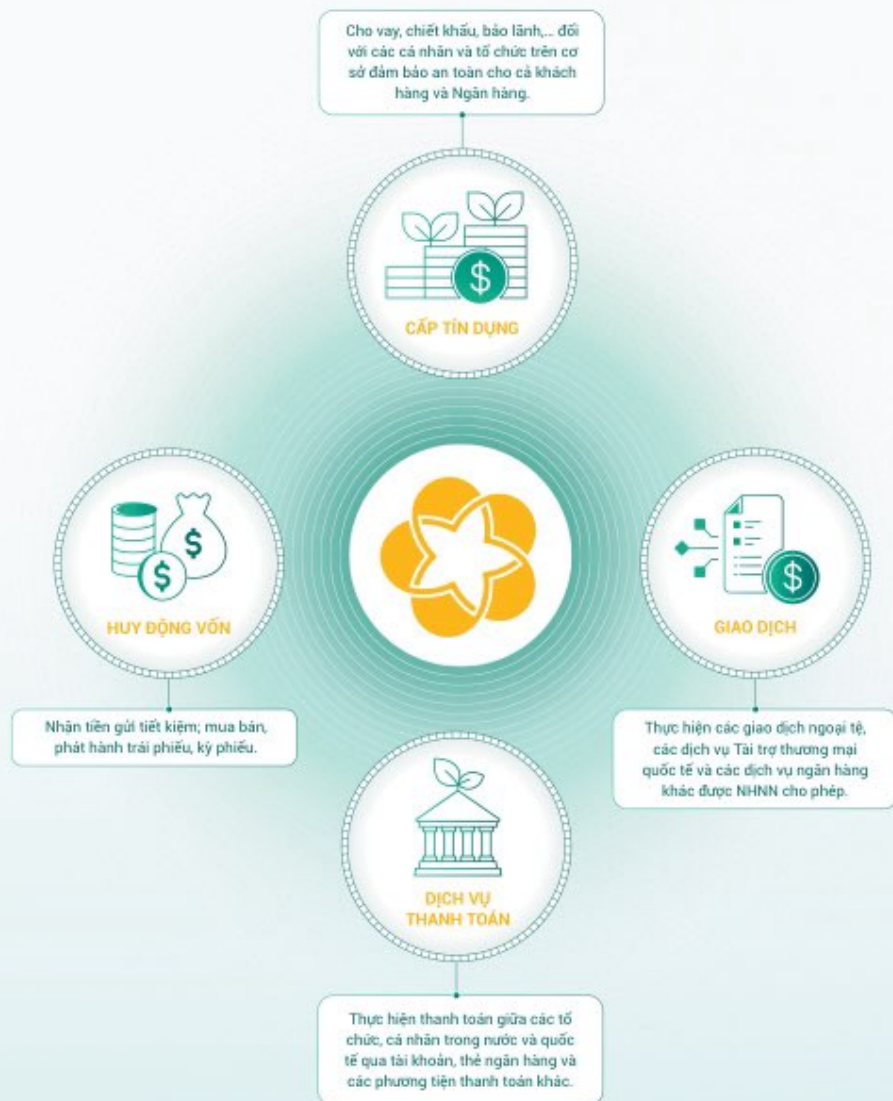 Cho vay, chiết khấu, bảo lãnh,... đối
với các cá nhân và tổ chức trên cơ
sở đảm bảo an toàn cho cả khách
hàng và Ngân hàng.
$
CẤP TÍN DỤNG
$
$
HUY ĐỘNG VỐN
$
GIAO DỊCH
Nhận tiền gửi tiết kiệm; mua bán,
phát hành trái phiếu, kỳ phiếu.
Thực hiện các giao dịch ngoại tệ,
các dịch vụ Tài trợ thương mại
quốc tế và các dịch vụ ngân hàng
khác được NHNN cho phép.
DỊCH VỤ
THANH TOÁN
Thực hiện thanh toán giữa các tổ
chức, cá nhân trong nước và quốc
tế qua tài khoản, thẻ ngân hàng và
các phương tiện thanh toán khác.